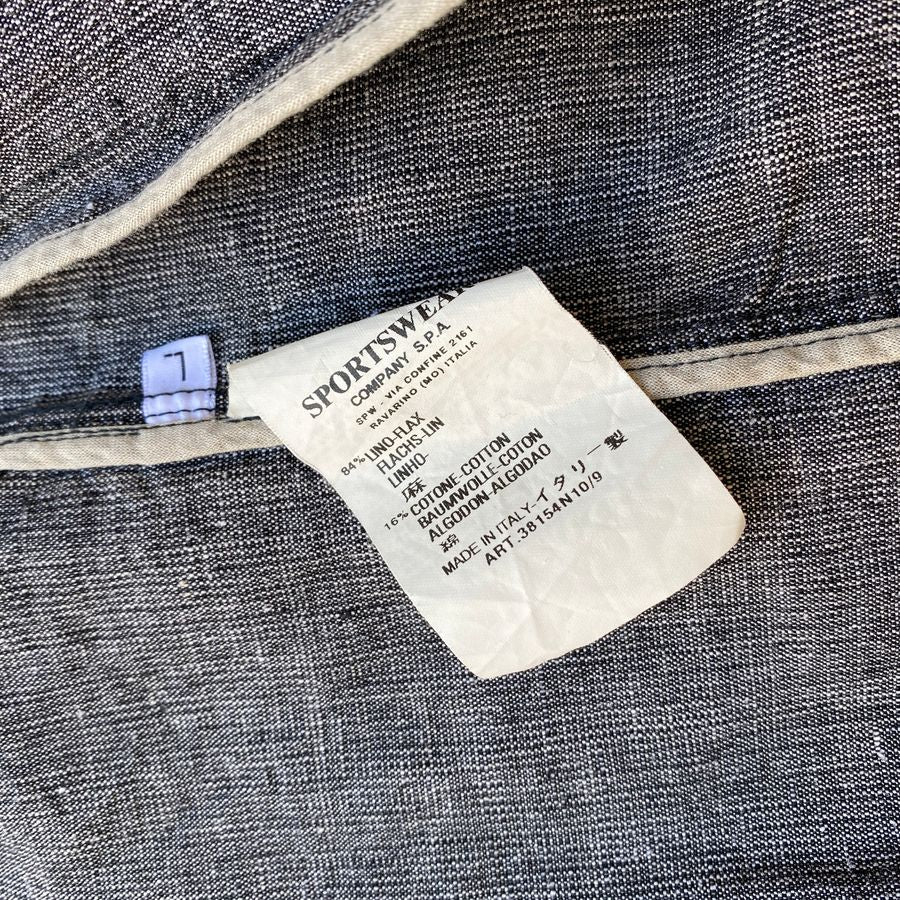 L
SPORTSWEAR
COMPANY S.P.A.
SPW - VIA CONFINE 2161
RAVARINO (MO) ITALIA
84% LINO-FLAX
FLACHS-LIN
LINHO-
麻
16% COTONE-COTTON
BAUMWOLLE-COTON
ALGODON-ALGODAO
綿
MADE IN ITALY-イタリー製
ART.38154N10/9